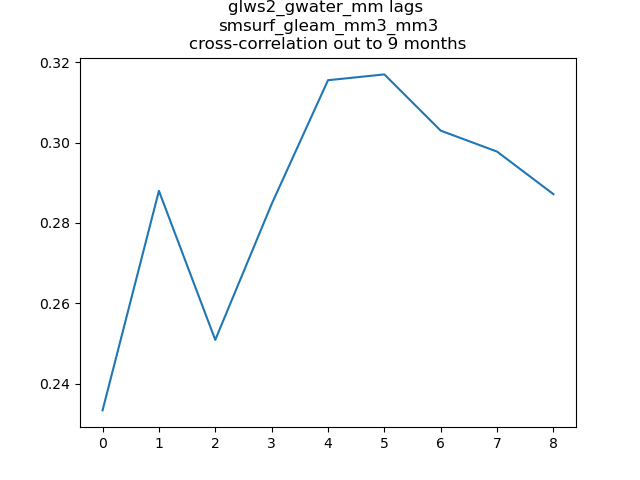 glws2_gwater_mm lags
smsurf_gleam_mm3_mm3
cross-correlation out to 9 months
0.32
0.30
0.28
0.26
0.24
0 1 2 3 4 5 6 7 8